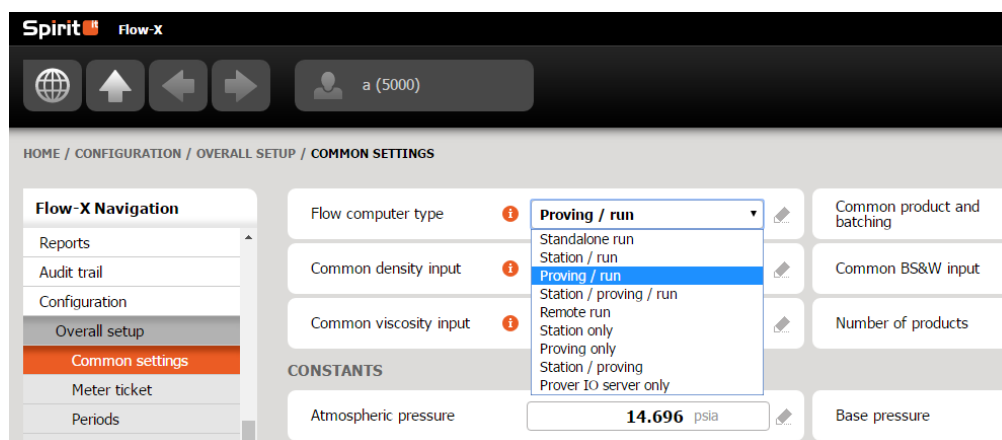 Spirit it Flow-X
a (5000)
HOME / CONFIGURATION / OVERALL SETUP / COMMON SETTINGS
Flow-X Navigation
Reports
Audit trail
Configuration
Overall setup
Common settings
Meter ticket
Periods
Flow computer type i Proving / run
Standalone run
Station / run
Proving / run
Station / proving / run
Remote run
Station only
Proving only
Station / proving
Prover IO server only
Common product and
batching
Common density input i
Common BS&W input
Common viscosity input i
Number of products
CONSTANTS
Atmospheric pressure 14.696 psia
Base pressure